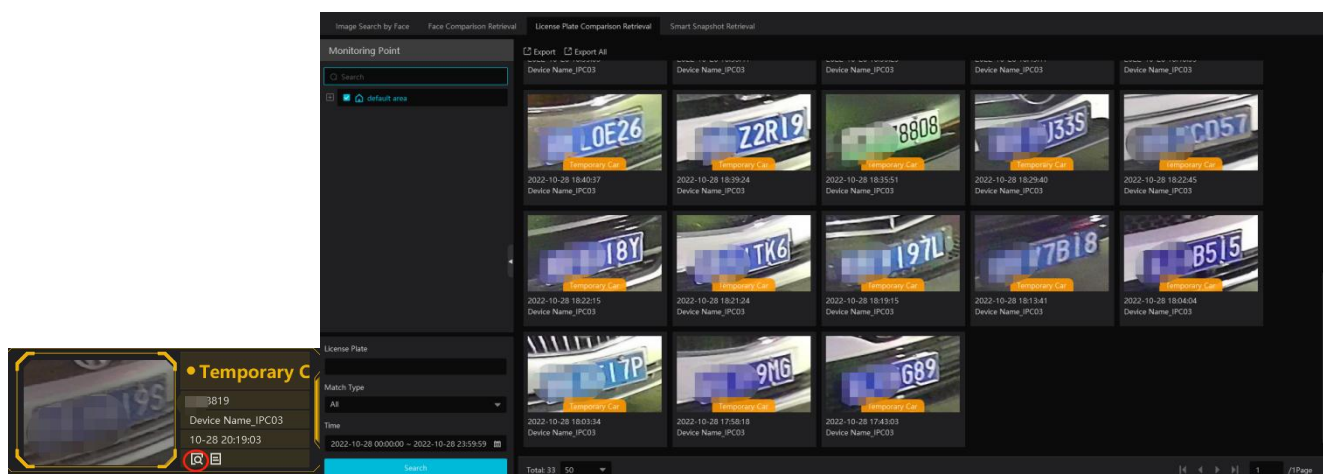 Image Search by Face Face Comparison Retrieval License Plate Comparison Retrieval Smart Snapshot Retrieval
Monitoring Point
Export Export All
Search
default area
Device Name_IPC03 Device Name_IPC03 Device Name_IPC03 Device Name_IPC03 Device Name_IPC03
LOE26 Z2R19 8808 J33S CD57
Temporary Car Temporary Car Temporary Car Temporary Car Temporary Car
2022-10-28 18:40:37 2022-10-28 18:39:24 2022-10-28 18:35:51 2022-10-28 18:29:40 2022-10-28 18:22:45
Device Name_IPC03 Device Name_IPC03 Device Name_IPC03 Device Name_IPC03 Device Name_IPC03
18Y TK6 197L 7B18 B515
Temporary Car Temporary Car Temporary Car Temporary Car Temporary Car
2022-10-28 18:22:15 2022-10-28 18:21:24 2022-10-28 18:19:15 2022-10-28 18:13:41 2022-10-28 18:04:04
Device Name_IPC03 Device Name_IPC03 Device Name_IPC03 Device Name_IPC03 Device Name_IPC03
17P 9MG G89
Temporary Car Temporary Car Temporary Car
2022-10-28 18:03:34 2022-10-28 17:58:18 2022-10-28 17:43:03
Device Name_IPC03 Device Name_IPC03 Device Name_IPC03
License Plate
Match Type
All
Time
2022-10-28 00:00:00 ~ 2022-10-28 23:59:59
Search
Total: 33 50 1 /1Page
19S
Temporary C
3819
Device Name_IPC03
10-28 20:19:03